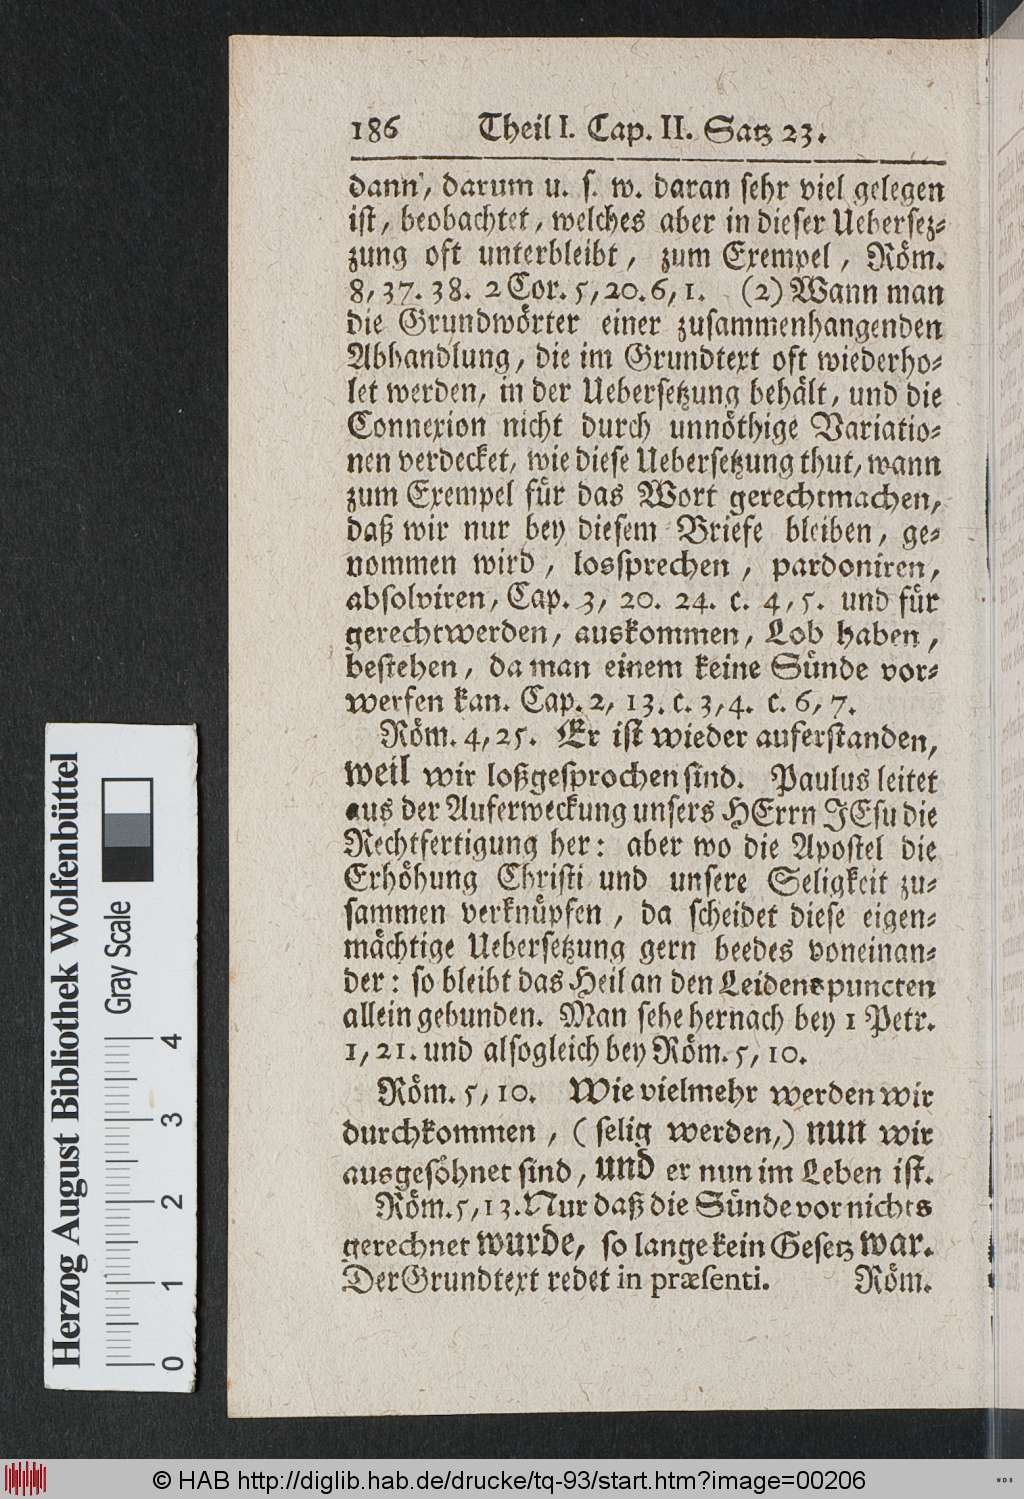 186 Theil I. Cap. II. Satz 23.
dann, darum u. s. w. daran sehr viel gelegen
ist, beobachtet, welches aber in dieser Uebersez-
zung oft unterbleibt, zum Exempel, Röm.
8, 37. 38. 2 Cor. 5, 20. 6, 1. (2) Wann man
die Grundwörter einer zusammenhangenden
Abhandlung, die im Grundtext oft wiederho-
let werden, in der Uebersetzung behält, und die
Connexion nicht durch unnöthige Variatio-
nen verdecket, wie diese Uebersetzung thut, wann
zum Exempel für das Wort gerechtmachen,
daß wir nur bey diesem Briefe bleiben, ge-
nommen wird, lossprechen, pardoniren,
absolviren, Cap. 3, 20. 24. c. 4, 5. und für
gerechtwerden, auskommen, Lob haben,
bestehen, da man einem keine Sünde vor-
werfen kan. Cap. 2, 13. c. 3, 4. c. 6, 7.
Röm. 4, 25. Er ist wieder auferstanden,
weil wir loßgesprochen sind. Paulus leitet
aus der Auferweckung unsers HErrn JEsu die
Rechtfertigung her: aber wo die Apostel die
Erhöhung Christi und unsere Seligkeit zu-
sammen verknüpfen, da scheidet diese eigen-
mächtige Uebersetzung gern beedes voneinan-
der: so bleibt das Heil an den Leidenspuncten
allein gebunden. Man sehe hernach bey 1 Petr.
1, 21. und alsogleich bey Röm. 5, 10.
Röm. 5, 10. Wie vielmehr werden wir
durchkommen, (selig werden,) nun wir
ausgesöhnet sind, und er nun im Leben ist.
Röm. 5, 13. Nur daß die Sünde vor nichts
gerechnet wurde, so lange kein Gesetz war.
Der Grundtext redet in præsenti. Röm.
Herzog August Bibliothek Wolfenbüttel
Gray Scale
0 1 2 3 4
© HAB http://diglib.hab.de/drucke/tq-93/start.htm?image=00206